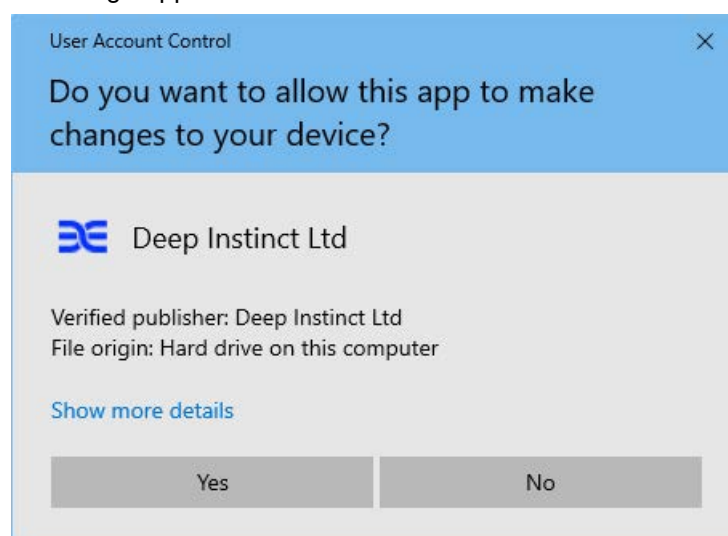 User Account Control
Do you want to allow this app to make
changes to your device?
Deep Instinct Ltd
Verified publisher: Deep Instinct Ltd
File origin: Hard drive on this computer
Show more details
Yes
No